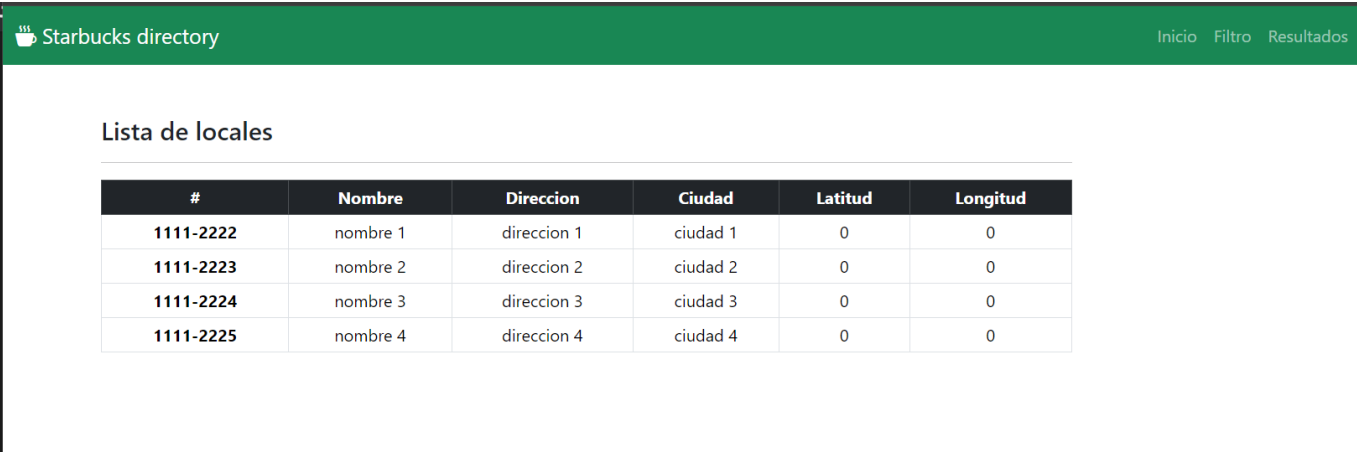 Starbucks directory Inicio Filtro Resultados
Lista de locales
# Nombre Direccion Ciudad Latitud Longitud
1111-2222 nombre 1 direccion 1 ciudad 1 0 0
1111-2223 nombre 2 direccion 2 ciudad 2 0 0
1111-2224 nombre 3 direccion 3 ciudad 3 0 0
1111-2225 nombre 4 direccion 4 ciudad 4 0 0